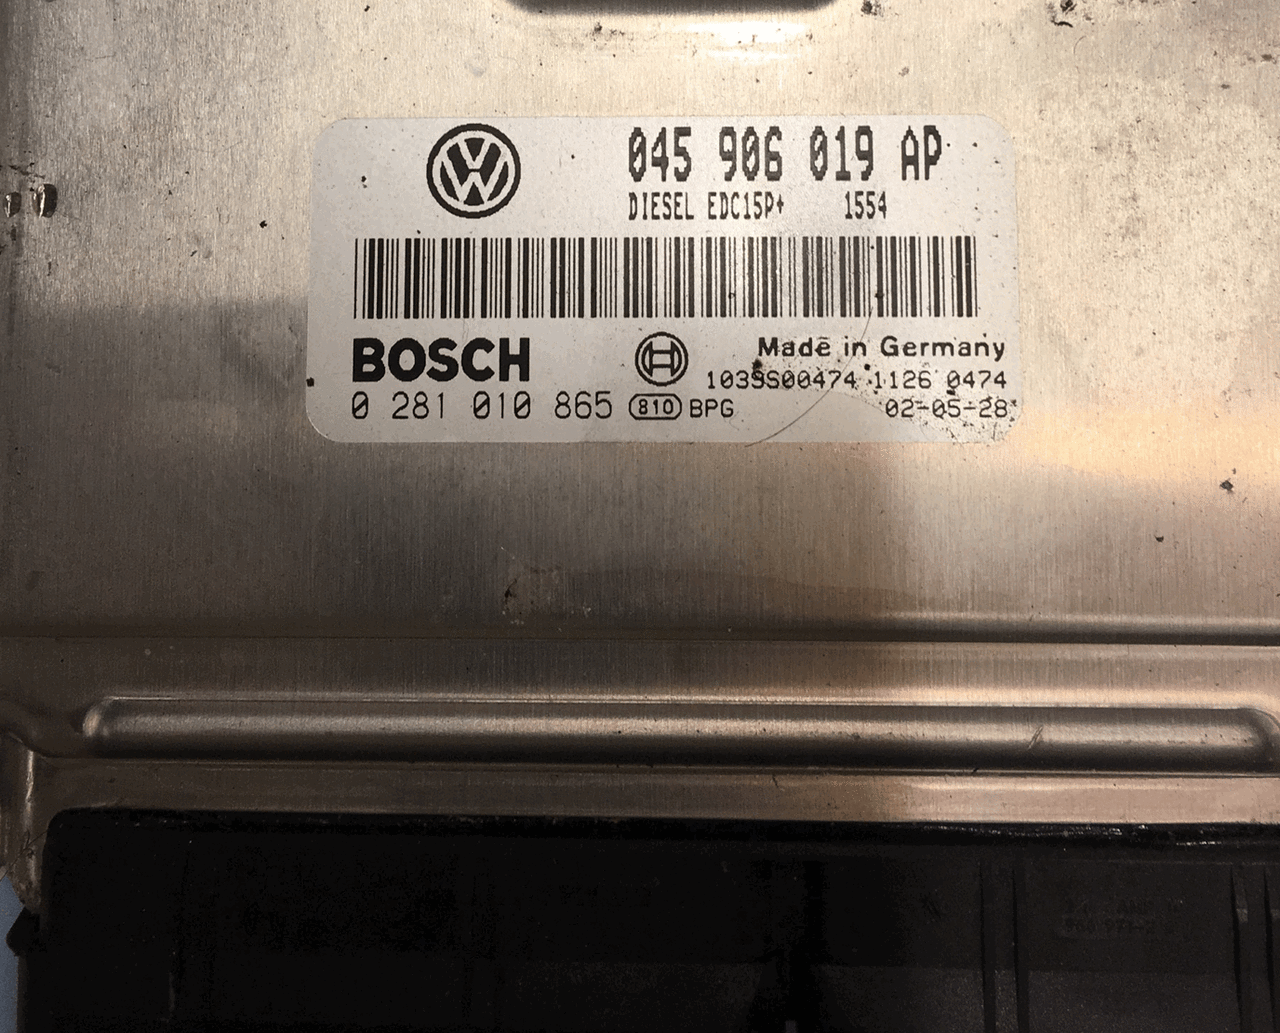 045 906 019 AP
DIESEL EDC15P+ 1554
BOSCH
Made in Germany
1039S00474 1126 0474
0 281 010 865 810 BPG 02-05-28